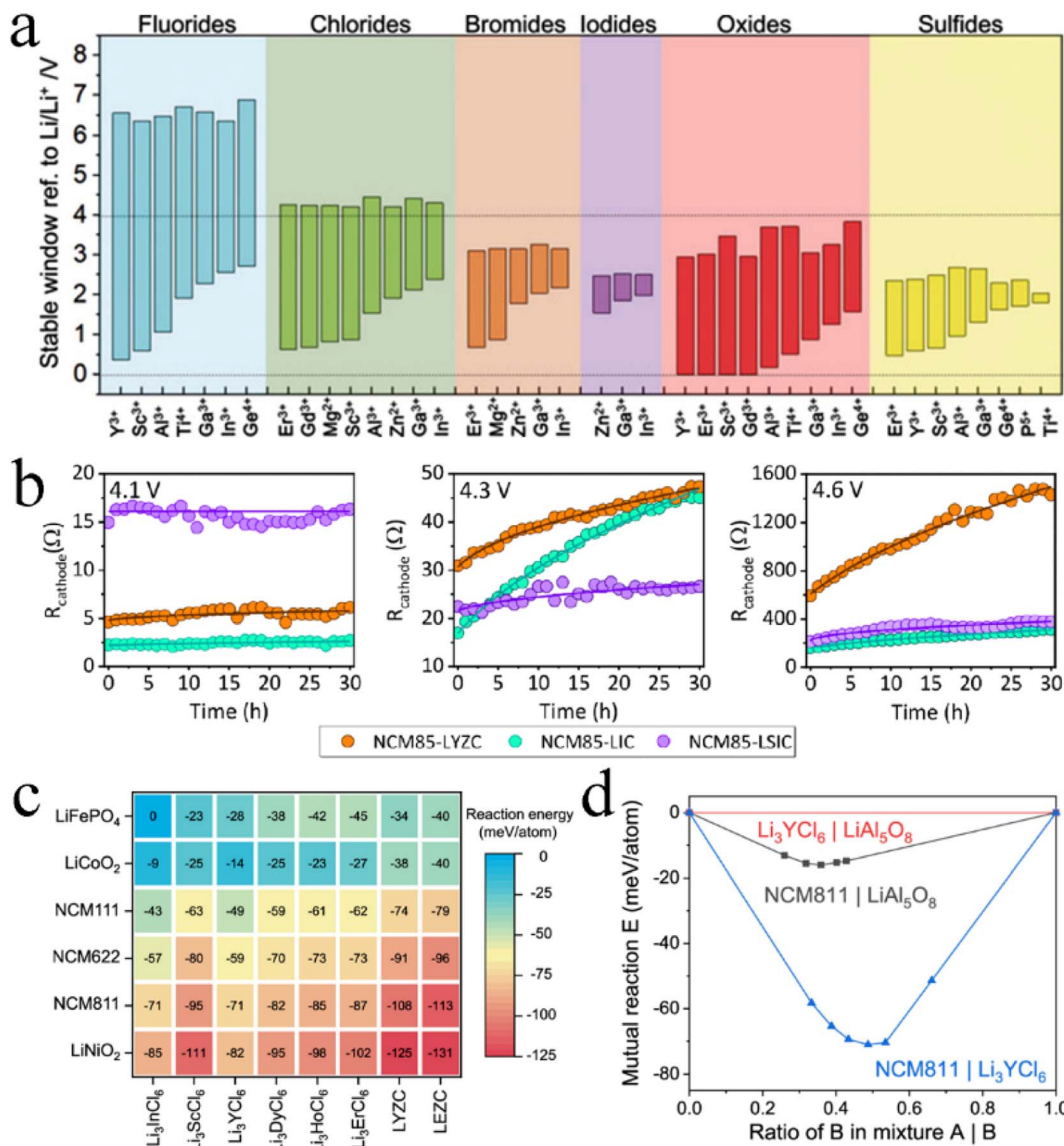 a
Fluorides Chlorides Bromides Iodides Oxides Sulfides
Stable window ref. to Li/Li⁺ /V
8
7
6
5
4
3
2
1
0
Y³⁺ Sc³⁺ Al³⁺ Ti⁴⁺ Ga³⁺ In³⁺ Ge⁴⁺ Er³⁺ Gd³⁺ Mg²⁺ Sc³⁺ Al³⁺ Zn²⁺ Ga³⁺ In³⁺ Er³⁺ Mg²⁺ Zn²⁺ Ga³⁺ In³⁺ Zn²⁺ Ga³⁺ In³⁺ Y³⁺ Er³⁺ Sc³⁺ Gd³⁺ Al³⁺ Ti⁴⁺ Ga³⁺ In³⁺ Ge⁴⁺ Er³⁺ Y³⁺ Sc³⁺ Al³⁺ Ga³⁺ Ge⁴⁺ P⁵⁺ Ti⁴⁺
b
4.1 V
R_cathode(Ω)
20
15
10
5
0
0 5 10 15 20 25 30
Time (h)
4.3 V
R_cathode (Ω)
50
40
30
20
10
0 5 10 15 20 25 30
Time (h)
4.6 V
R_cathode (Ω)
1600
1200
800
400
0
0 5 10 15 20 25 30
Time (h)
NCM85-LYZC NCM85-LIC NCM85-LSIC
c
LiFePO₄ 0 -23 -28 -38 -42 -45 -34 -40
LiCoO₂ -9 -25 -14 -25 -23 -27 -38 -40
NCM111 -43 -63 -49 -59 -61 -62 -74 -79
NCM622 -57 -80 -59 -70 -73 -73 -91 -96
NCM811 -71 -95 -71 -82 -85 -87 -108 -113
LiNiO₂ -85 -111 -82 -95 -98 -102 -125 -131
Li₃InCl₆ Li₃ScCl₆ Li₃YCl₆ Li₃DyCl₆ Li₃HoCl₆ Li₃ErCl₆ LYZC LEZC
Reaction energy
(meV/atom)
0
-25
-50
-75
-100
-125
d
Mutual reaction E (meV/atom)
0
-20
-40
-60
-80
Li₃YCl₆ | LiAl₅O₈
NCM811 | LiAl₅O₈
NCM811 | Li₃YCl₆
0.0 0.2 0.4 0.6 0.8 1.0
Ratio of B in mixture A | B